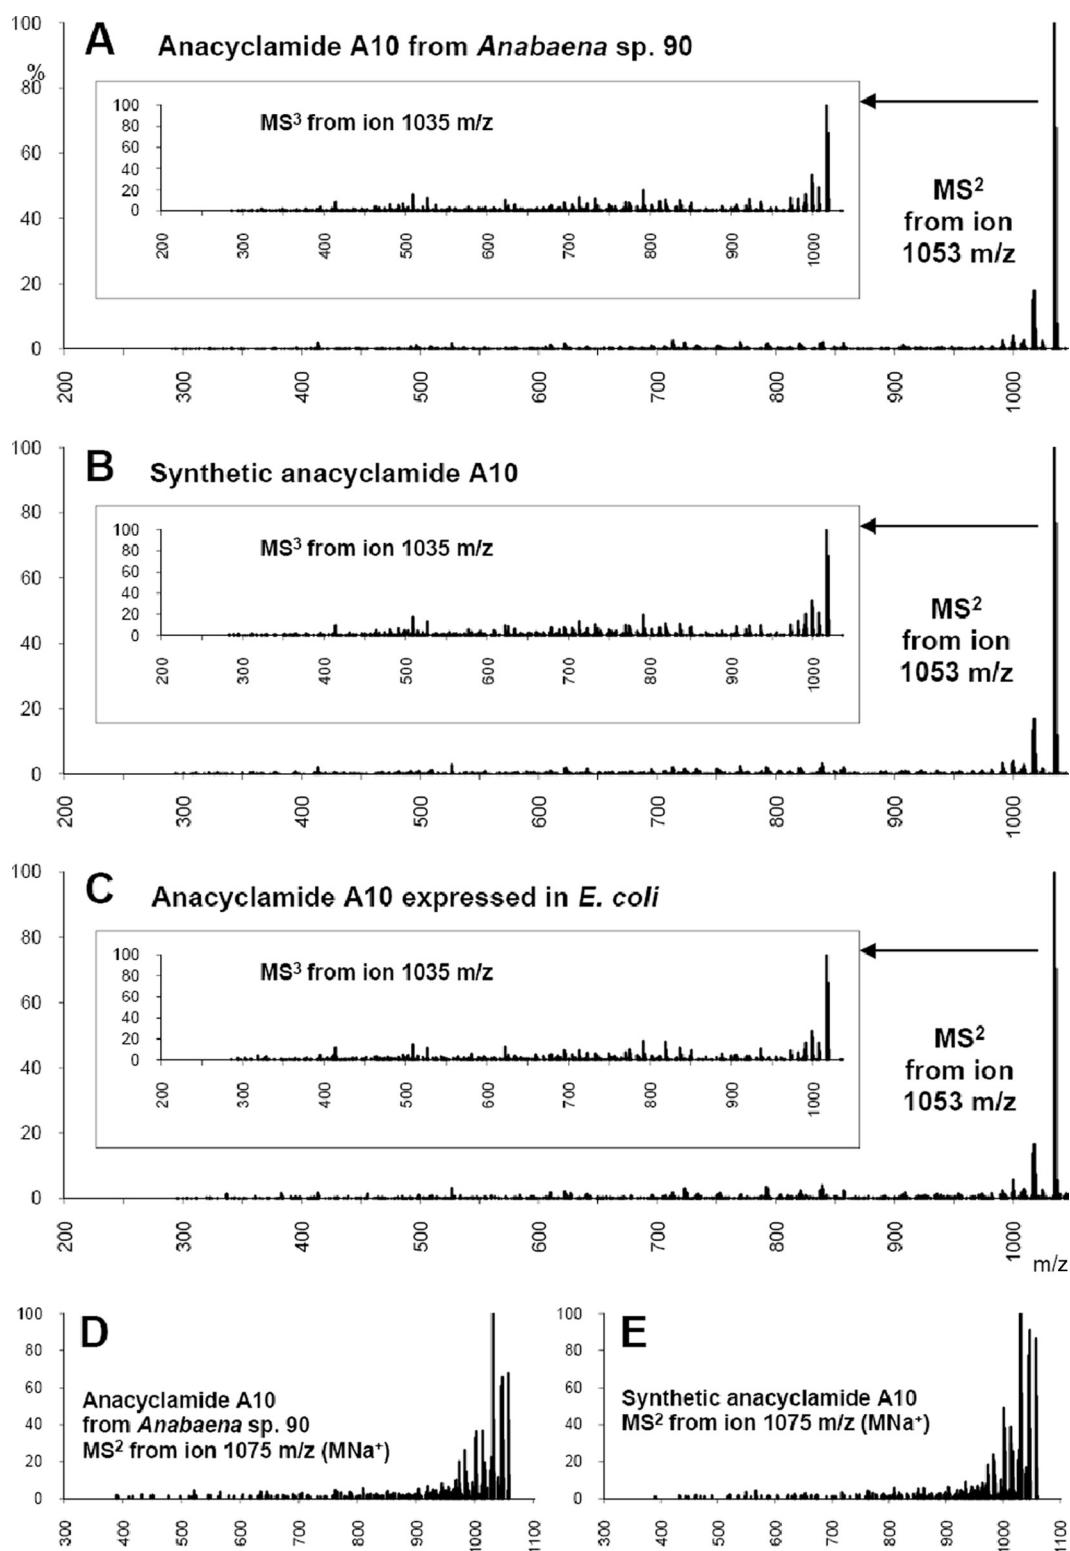 A Anacyclamide A10 from Anabaena sp. 90
100
%
80
60
40
20
0
MS³ from ion 1035 m/z
100
80
60
40
20
0
200 300 400 500 600 700 800 900 1000
MS²
from ion
1053 m/z
200 300 400 500 600 700 800 900 1000
B Synthetic anacyclamide A10
100
80
60
40
20
0
MS³ from ion 1035 m/z
100
80
60
40
20
0
200 300 400 500 600 700 800 900 1000
MS²
from ion
1053 m/z
200 300 400 500 600 700 800 900 1000
C Anacyclamide A10 expressed in E. coli
100
80
60
40
20
0
MS³ from ion 1035 m/z
100
80
60
40
20
0
200 300 400 500 600 700 800 900 1000
MS²
from ion
1053 m/z
200 300 400 500 600 700 800 900 1000
m/z
D
100
80
60
40
20
0
Anacyclamide A10
from Anabaena sp. 90
MS² from ion 1075 m/z (MNa⁺)
300 400 500 600 700 800 900 1000 1100
E
100
80
60
40
20
0
Synthetic anacyclamide A10
MS² from ion 1075 m/z (MNa⁺)
300 400 500 600 700 800 900 1000 1100